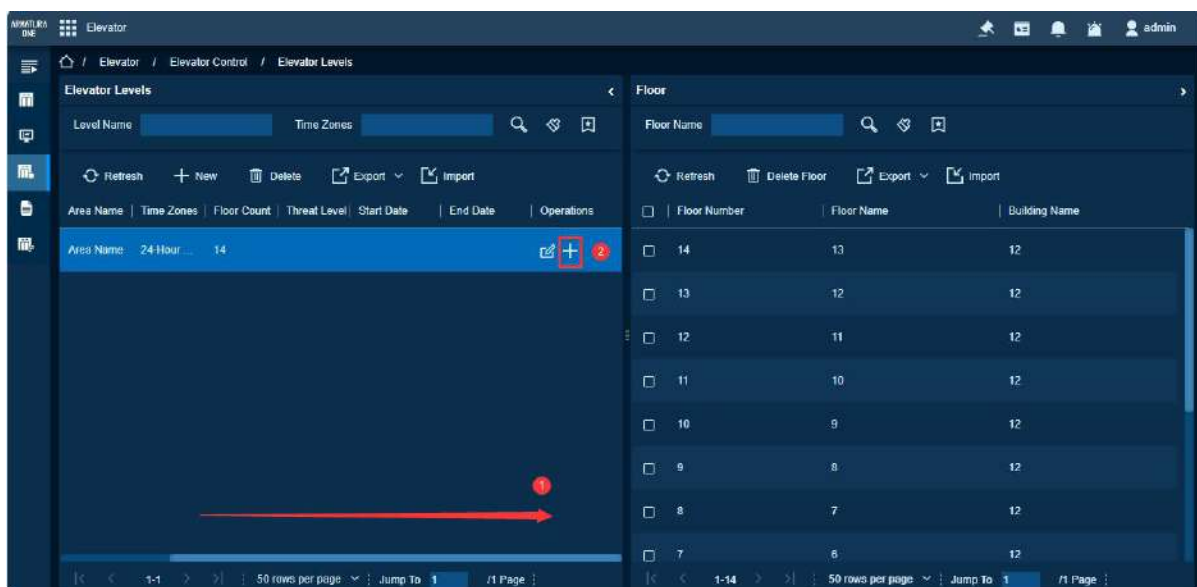 ARMATURA ONE Elevator admin
/ Elevator / Elevator Control / Elevator Levels
Elevator Levels
Level Name Time Zones
Refresh New Delete Export Import
Area Name Time Zones Floor Count Threat Level Start Date End Date Operations
Area Name 24-Hour ... 14 2
1
1-1 50 rows per page Jump To 1 /1 Page
Floor
Floor Name
Refresh Delete Floor Export Import
Floor Number Floor Name Building Name
14 13 12
13 12 12
12 11 12
11 10 12
10 9 12
9 8 12
8 7 12
7 6 12
1-14 50 rows per page Jump To 1 /1 Page